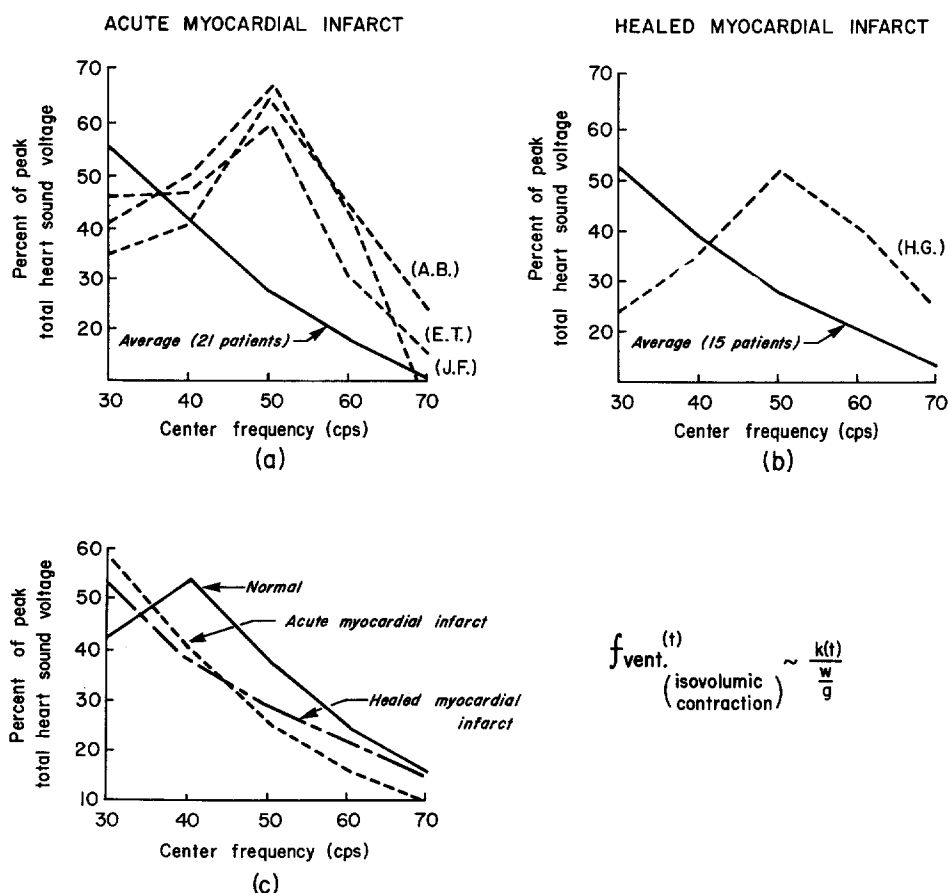 ACUTE MYOCARDIAL INFARCT
Percent of peak
total heart sound voltage
70
60
50
40
30
20
(A.B.)
(E.T.)
(J.F.)
Average (21 patients)
30 40 50 60 70
Center frequency (cps)
(a)
HEALED MYOCARDIAL INFARCT
Percent of peak
total heart sound voltage
70
60
50
40
30
20
(H.G.)
Average (15 patients)
30 40 50 60 70
Center frequency (cps)
(b)
Percent of peak
total heart sound voltage
60
50
40
30
20
10
Normal
Acute myocardial infarct
Healed myocardial
infarct
30 40 50 60 70
Center frequency (cps)
(c)
f vent. (t) (isovolumic contraction) ~ k(t) / w/g